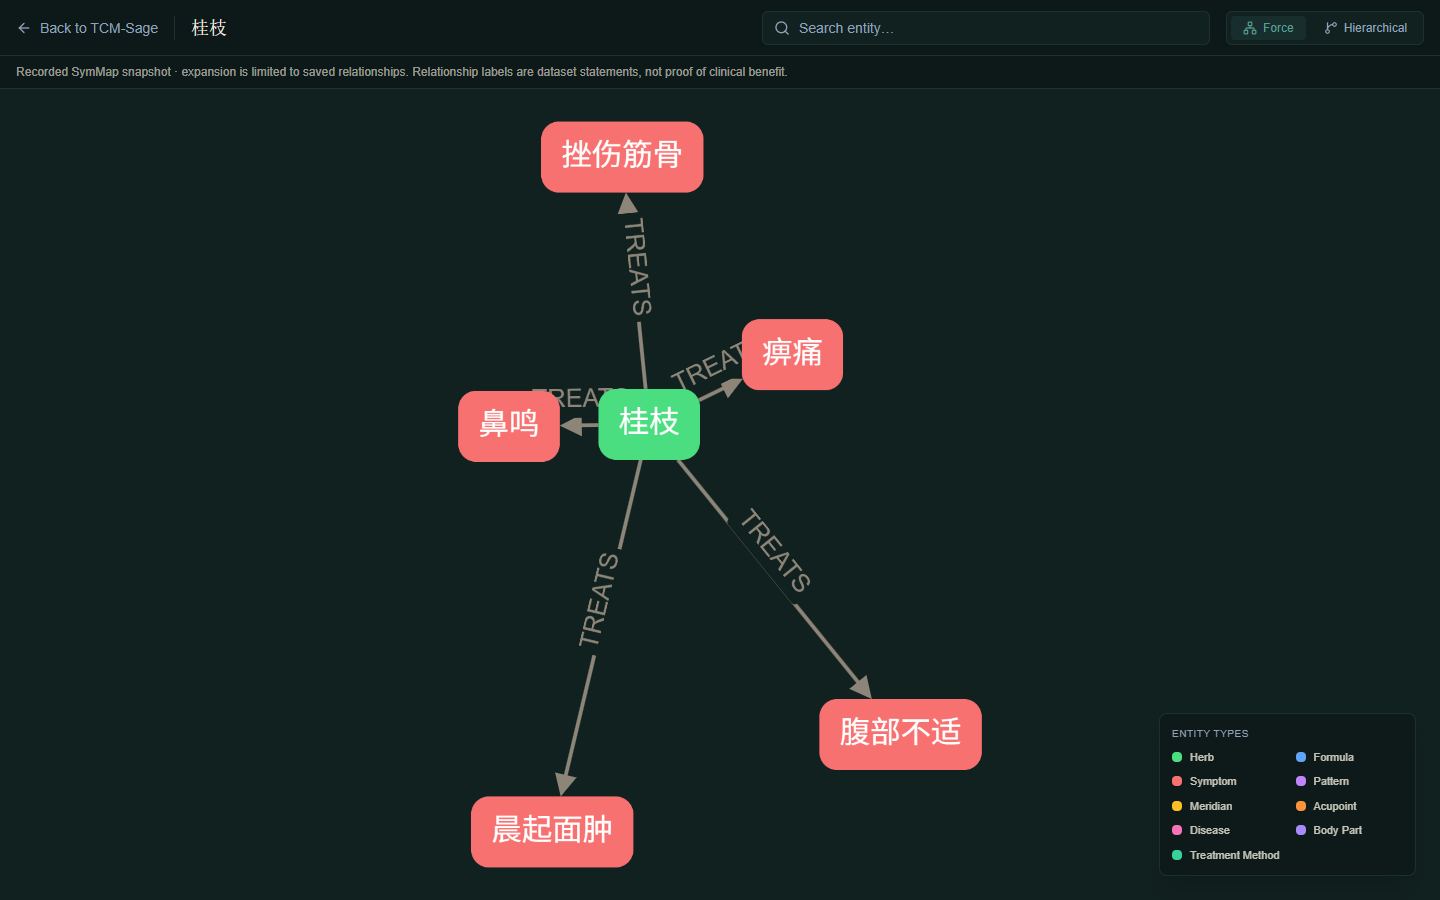 Back to TCM-Sage
桂枝
Search entity...
Force
Hierarchical
Recorded SymMap snapshot · expansion is limited to saved relationships. Relationship labels are dataset statements, not proof of clinical benefit.
挫伤筋骨
TREATS
痹痛
TREAT
鼻鸣
TREAT
桂枝
TREATS
TREATS
腹部不适
晨起面肿
ENTITY TYPES
Herb
Formula
Symptom
Pattern
Meridian
Acupoint
Disease
Body Part
Treatment Method